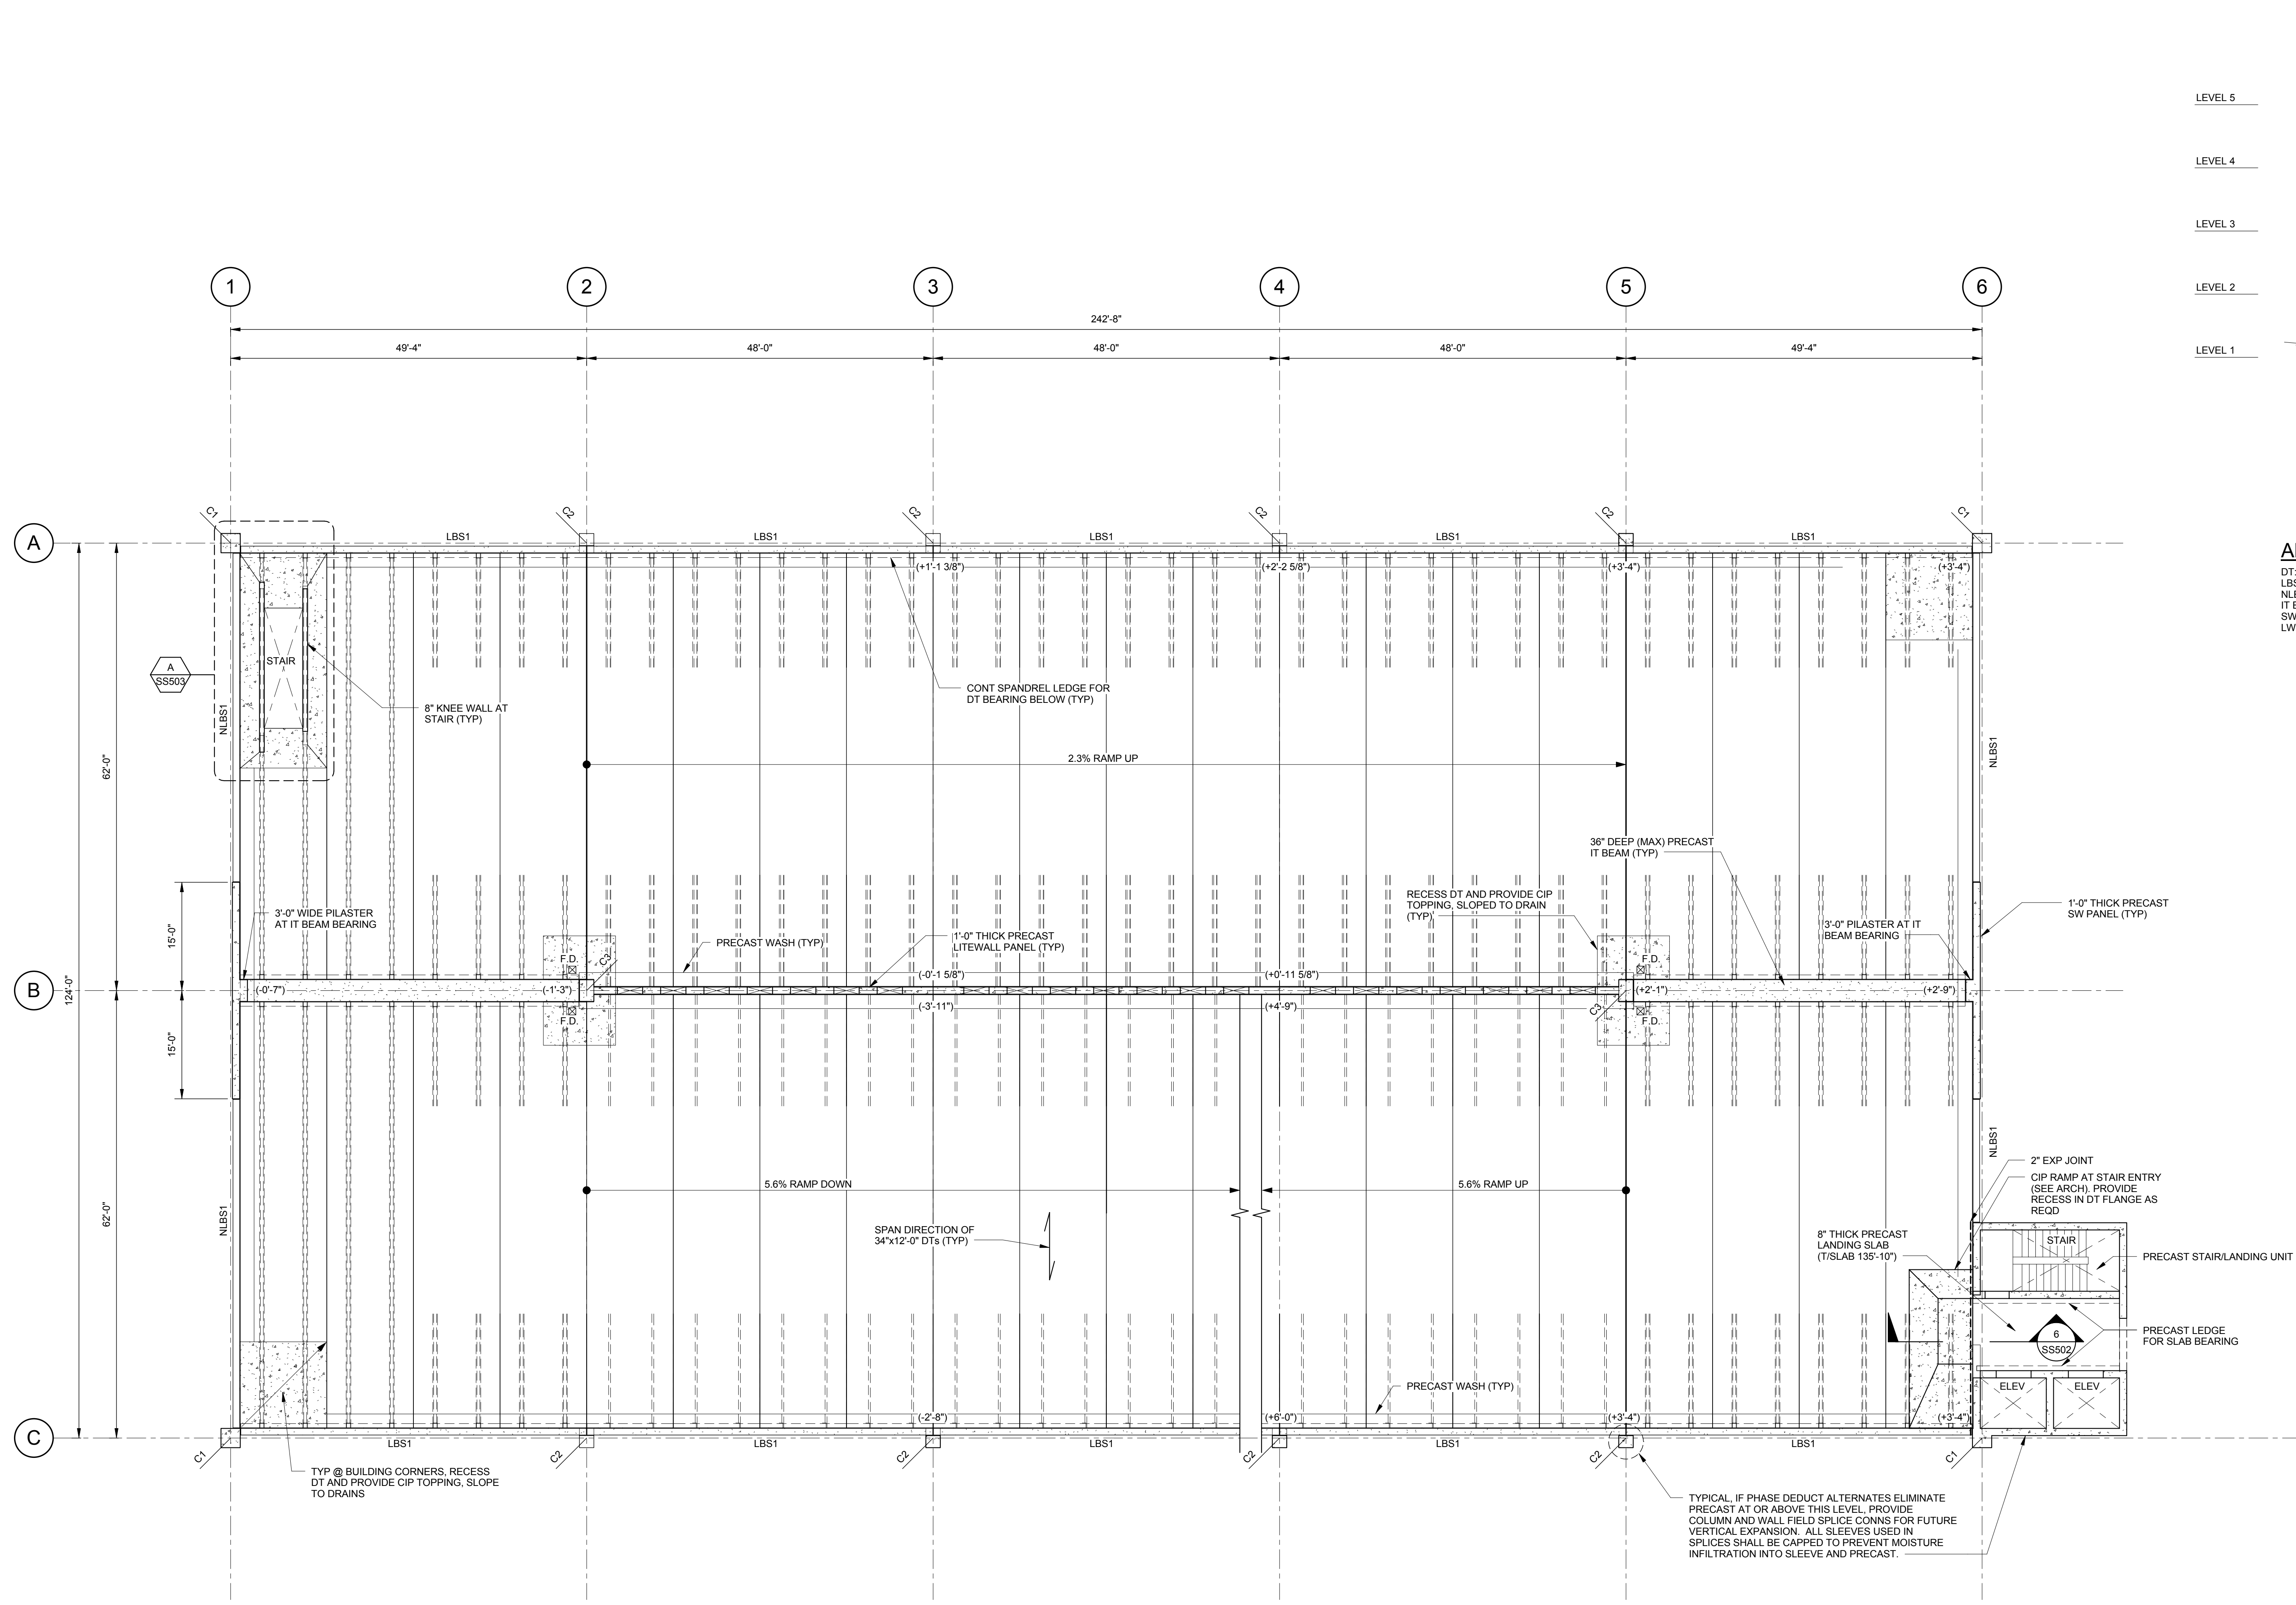 LEVEL 5
LEVEL 4
LEVEL 3
LEVEL 2
LEVEL 1
1
2
3
4
5
6
242'-8"
49'-4"
48'-0"
48'-0"
48'-0"
49'-4"
C1
C2
C2
C2
C2
C1
A
LBS1
LBS1
LBS1
LBS1
LBS1
(+1'-1 3/8")
(+2'-2 5/8")
(+3'-4")
(+3'-4")
STAIR
A
SS503
NLBS1
8" KNEE WALL AT
STAIR (TYP)
CONT SPANDREL LEDGE FOR
DT BEARING BELOW (TYP)
62'-0"
2.3% RAMP UP
NLBS1
36" DEEP (MAX) PRECAST
IT BEAM (TYP)
RECESS DT AND PROVIDE CIP
TOPPING, SLOPED TO DRAIN
(TYP)
1'-0" THICK PRECAST
SW PANEL (TYP)
3'-0" WIDE PILASTER
AT IT BEAM BEARING
3'-0" PILASTER AT IT
BEAM BEARING
15'-0"
PRECAST WASH (TYP)
1'-0" THICK PRECAST
LITEWALL PANEL (TYP)
F.D.
C3
F.D.
(-0'-1 5/8")
(+0'-11 5/8")
B
124'-0"
(-0'-7")
(-1'-3")
(+2'-1")
(+2'-9")
(-3'-11")
(+4'-9")
C3
F.D.
F.D.
15'-0"
NLBS1
2" EXP JOINT
CIP RAMP AT STAIR ENTRY
(SEE ARCH). PROVIDE
RECESS IN DT FLANGE AS
REQD
5.6% RAMP DOWN
5.6% RAMP UP
62'-0"
NLBS1
SPAN DIRECTION OF
34"x12'-0" DTs (TYP)
8" THICK PRECAST
LANDING SLAB
(T/SLAB 135'-10")
STAIR
PRECAST STAIR/LANDING UNIT
PRECAST LEDGE
FOR SLAB BEARING
6
SS502
ELEV
ELEV
PRECAST WASH (TYP)
(-2'-8")
(+6'-0")
(+3'-4")
(+3'-4")
C
LBS1
LBS1
LBS1
LBS1
LBS1
C1
C2
C2
C2
C2
C1
TYP @ BUILDING CORNERS, RECESS
DT AND PROVIDE CIP TOPPING, SLOPE
TO DRAINS
TYPICAL, IF PHASE DEDUCT ALTERNATES ELIMINATE
PRECAST AT OR ABOVE THIS LEVEL, PROVIDE
COLUMN AND WALL FIELD SPLICE CONNS FOR FUTURE
VERTICAL EXPANSION. ALL SLEEVES USED IN
SPLICES SHALL BE CAPPED TO PREVENT MOISTURE
INFILTRATION INTO SLEEVE AND PRECAST.